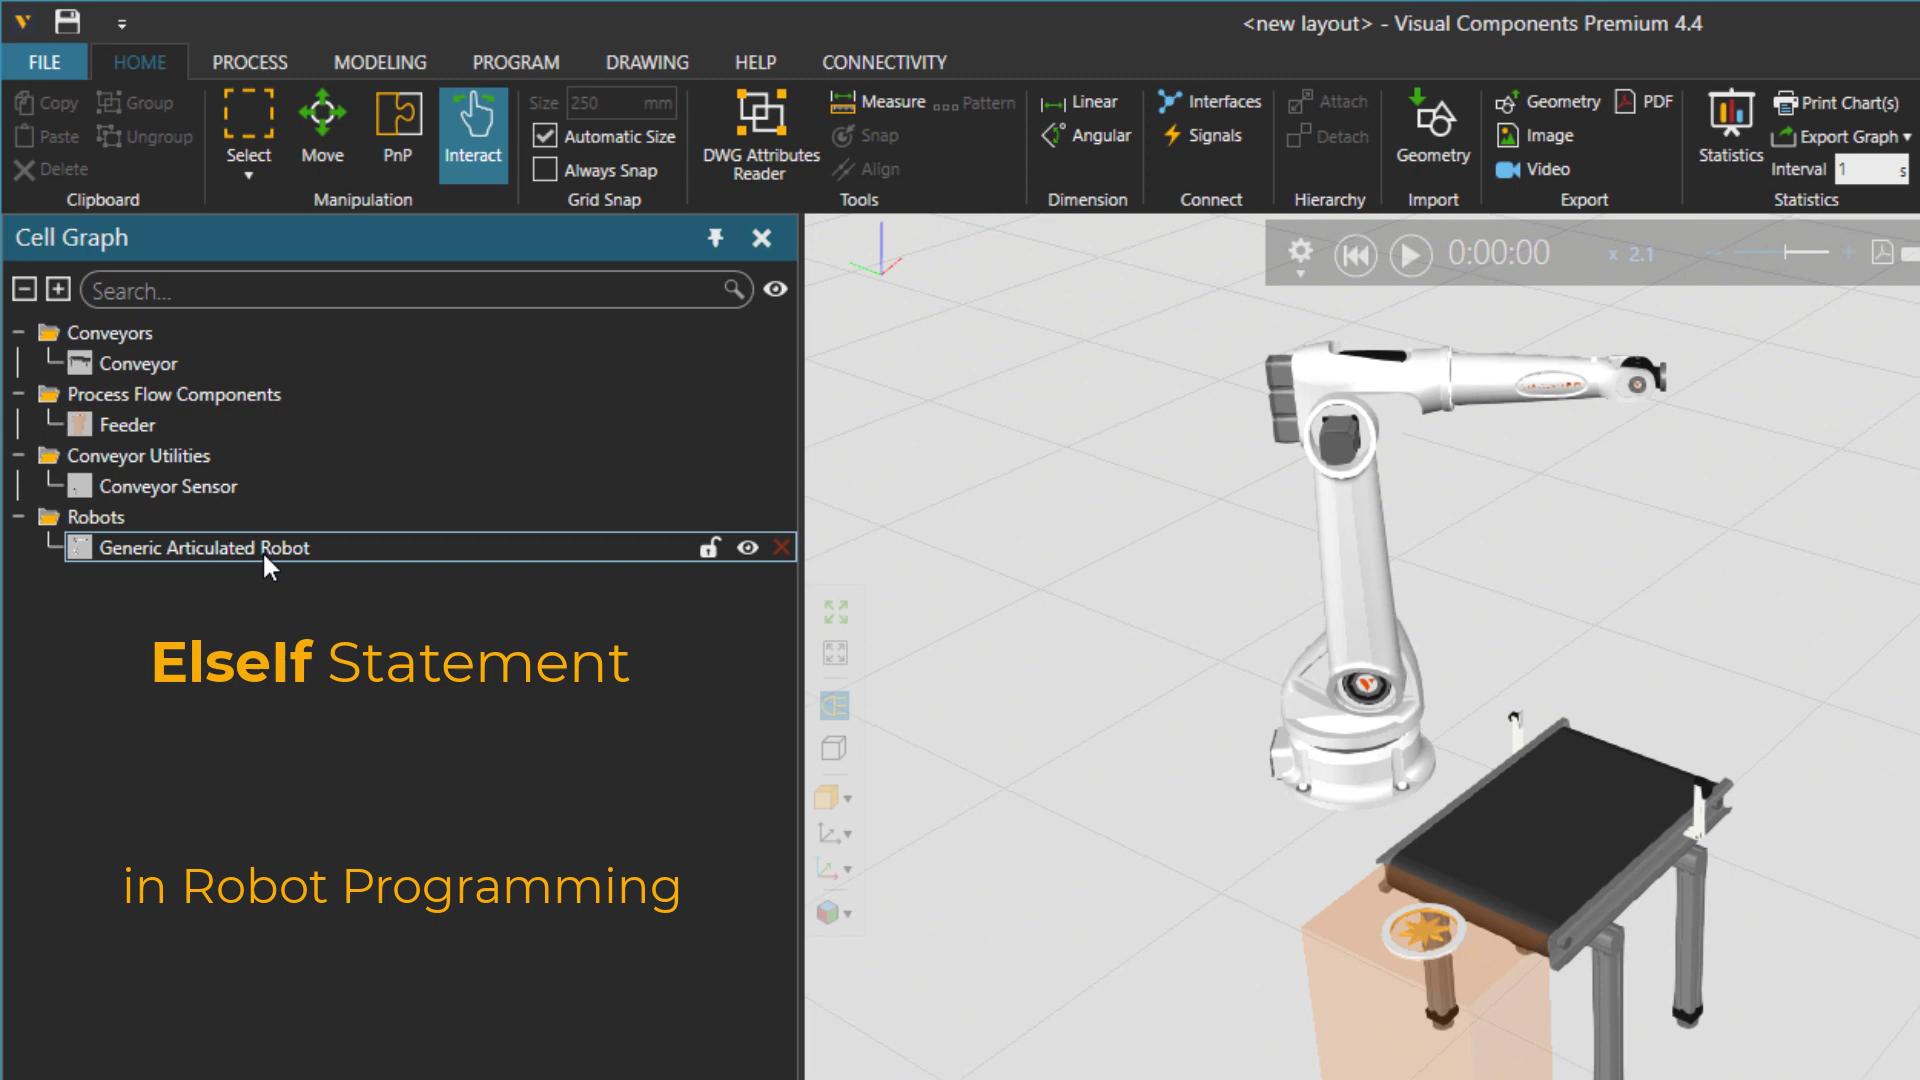 <new layout> - Visual Components Premium 4.4
FILE HOME PROCESS MODELING PROGRAM DRAWING HELP CONNECTIVITY
Copy Group
Paste Ungroup
Delete
Clipboard
Select Move PnP Interact
Manipulation
Size 250 mm
Automatic Size
Always Snap
Grid Snap
DWG Attributes
Reader
Measure Pattern
Snap
Align
Tools
Linear
Angular
Dimension
Interfaces
Signals
Connect
Attach
Detach
Hierarchy
Geometry
Import
Geometry PDF
Image
Video
Export
Statistics
Print Chart(s)
Export Graph
Interval 1 s
Statistics
Cell Graph
Search...
Conveyors
Conveyor
Process Flow Components
Feeder
Conveyor Utilities
Conveyor Sensor
Robots
Generic Articulated Robot
0:00:00 x 2.1
ElseIf Statement
in Robot Programming